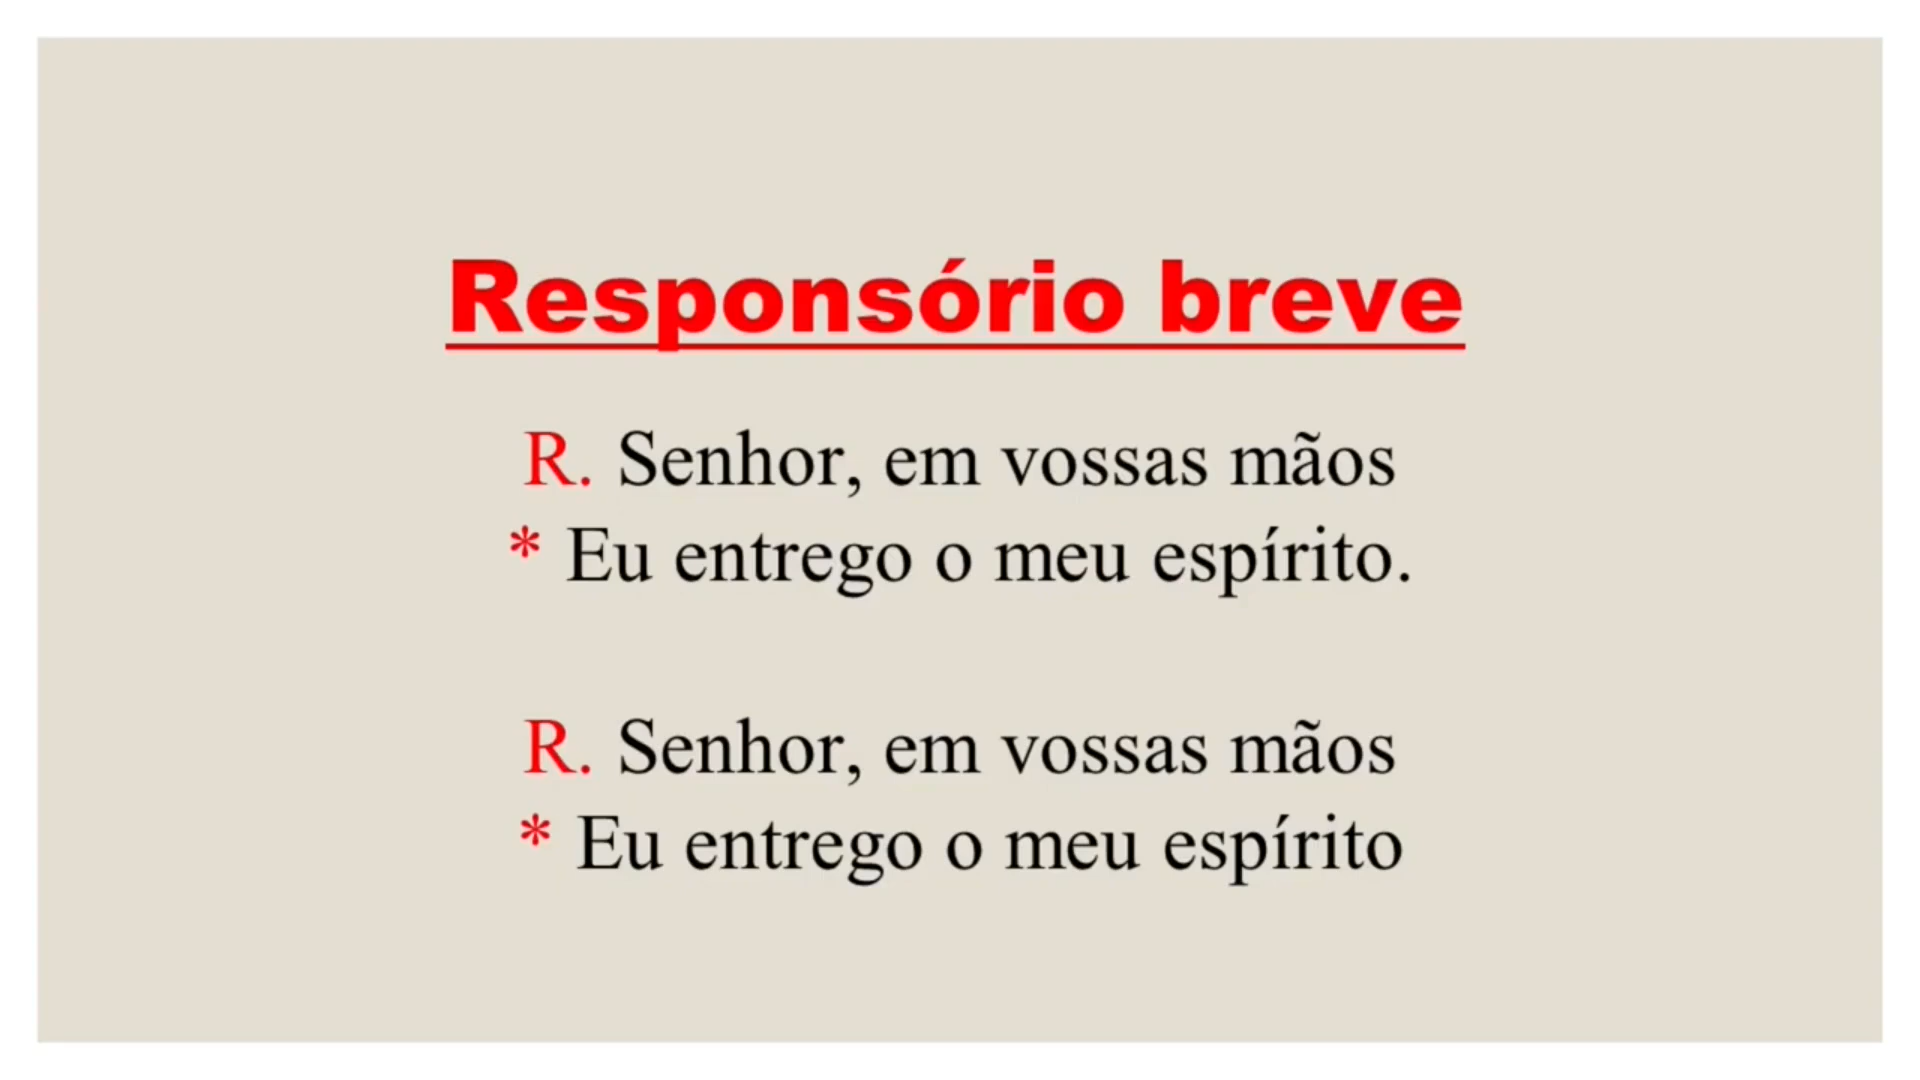 Responsório breve
R. Senhor, em vossas mãos
* Eu entrego o meu espírito.
R. Senhor, em vossas mãos
* Eu entrego o meu espírito